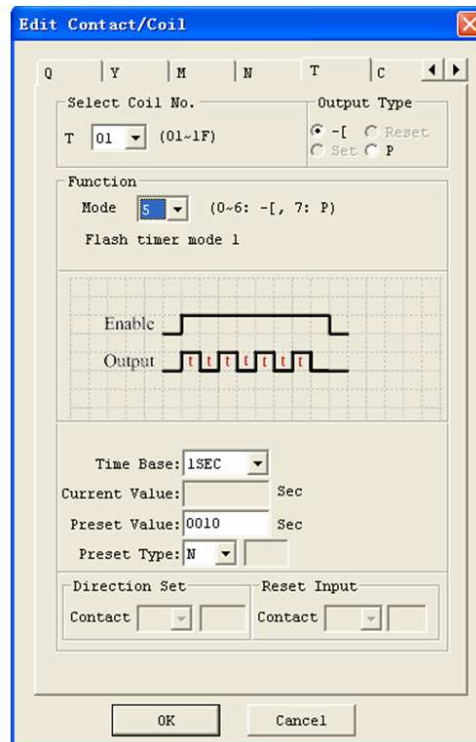 Edit Contact/Coil
Q Y M N T C
Select Coil No. Output Type
T 01 (01~1F) -[ Reset
Set P
Function
Mode 5 (0~6: -[, 7: P)
Flash timer mode 1
Enable
Output t t t t t t t
Time Base: 1SEC
Current Value: Sec
Preset Value: 0010 Sec
Preset Type: N
Direction Set Reset Input
Contact Contact
OK Cancel